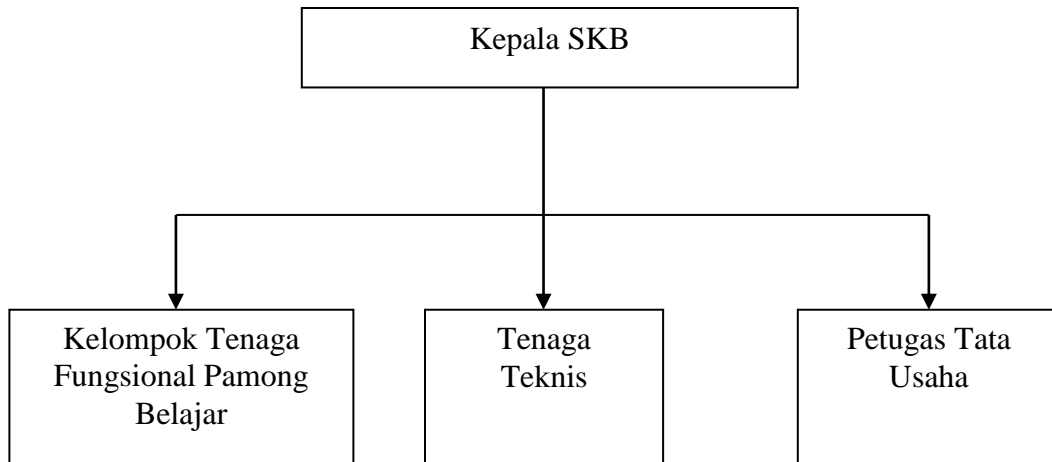 Kepala SKB
Kelompok Tenaga
Fungsional Pamong
Belajar
Tenaga
Teknis
Petugas Tata
Usaha